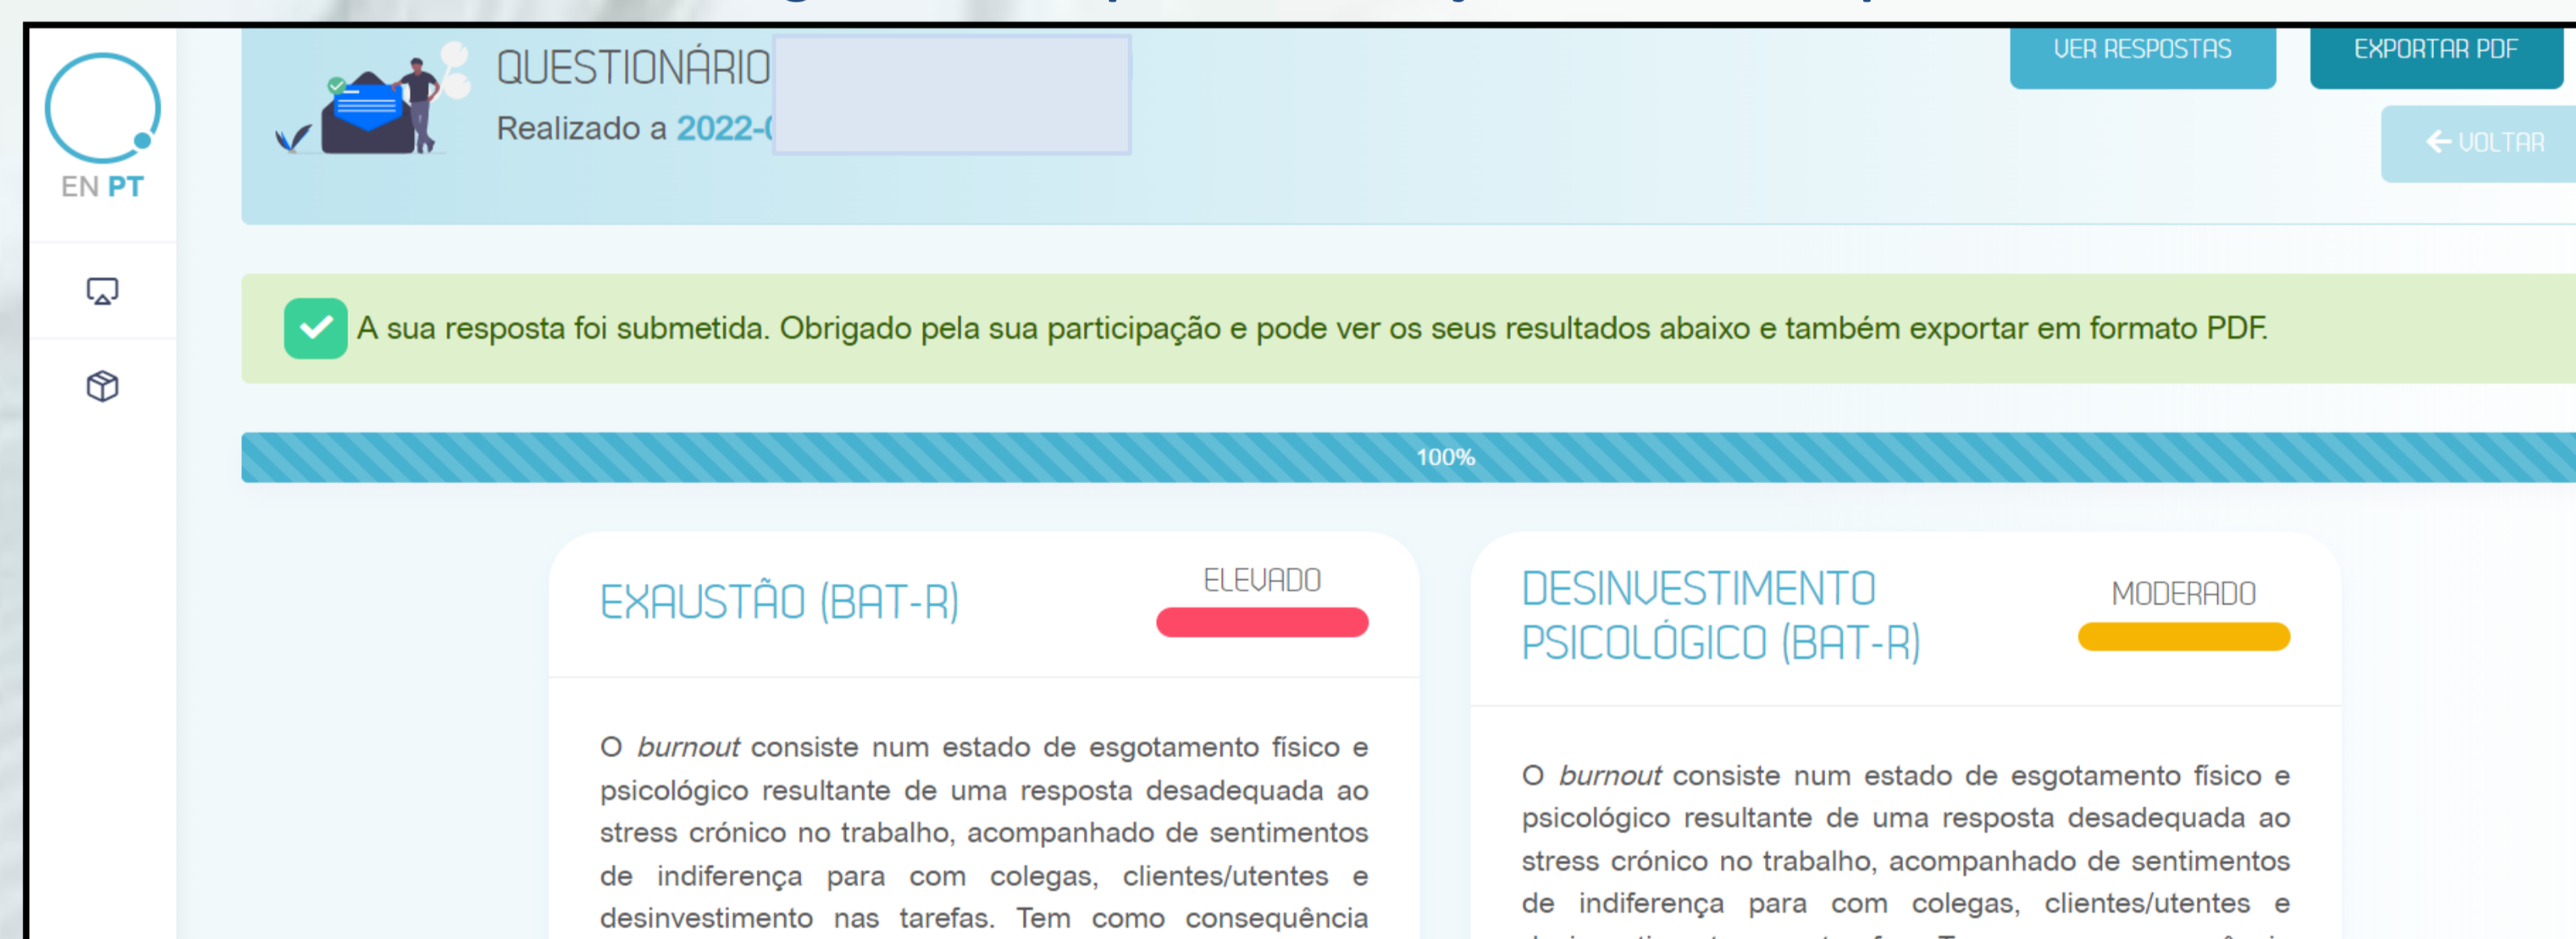 QUESTIONÁRIO
Realizado a 2022-
VER RESPOSTAS
EXPORTAR PDF
VOLTAR
EN PT
A sua resposta foi submetida. Obrigado pela sua participação e pode ver os seus resultados abaixo e também exportar em formato PDF.
100%
EXAUSTÃO (BAT-R)
ELEVADO
O burnout consiste num estado de esgotamento físico e
psicológico resultante de uma resposta desadequada ao
stress crónico no trabalho, acompanhado de sentimentos
de indiferença para com colegas, clientes/utentes e
desinvestimento nas tarefas. Tem como consequência
DESINVESTIMENTO
PSICOLÓGICO (BAT-R)
MODERADO
O burnout consiste num estado de esgotamento físico e
psicológico resultante de uma resposta desadequada ao
stress crónico no trabalho, acompanhado de sentimentos
de indiferença para com colegas, clientes/utentes e